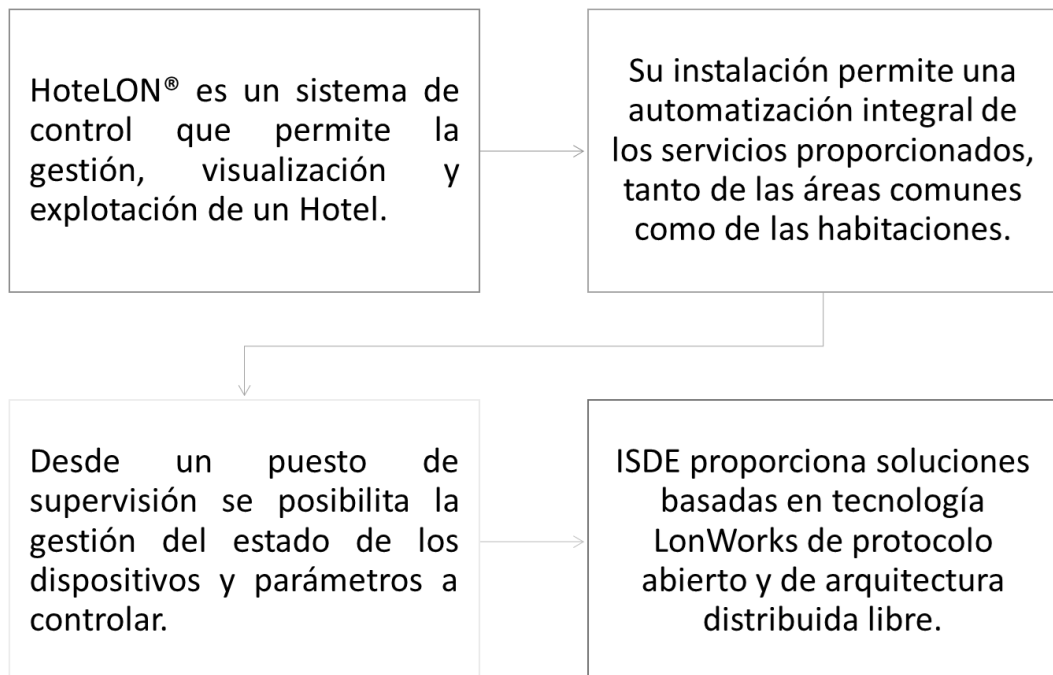 HoteLON® es un sistema de
control que permite la
gestión, visualización y
explotación de un Hotel.
Su instalación permite una
automatización integral de
los servicios proporcionados,
tanto de las áreas comunes
como de las habitaciones.
Desde un puesto de
supervisión se posibilita la
gestión del estado de los
dispositivos y parámetros a
controlar.
ISDE proporciona soluciones
basadas en tecnología
LonWorks de protocolo
abierto y de arquitectura
distribuida libre.